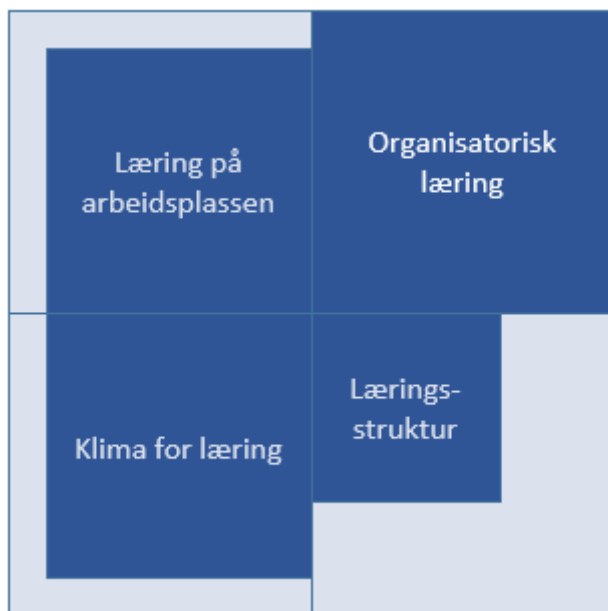 Læring på
arbeidsplassen
Organisatorisk
læring
Klima for læring
Lærings-
struktur